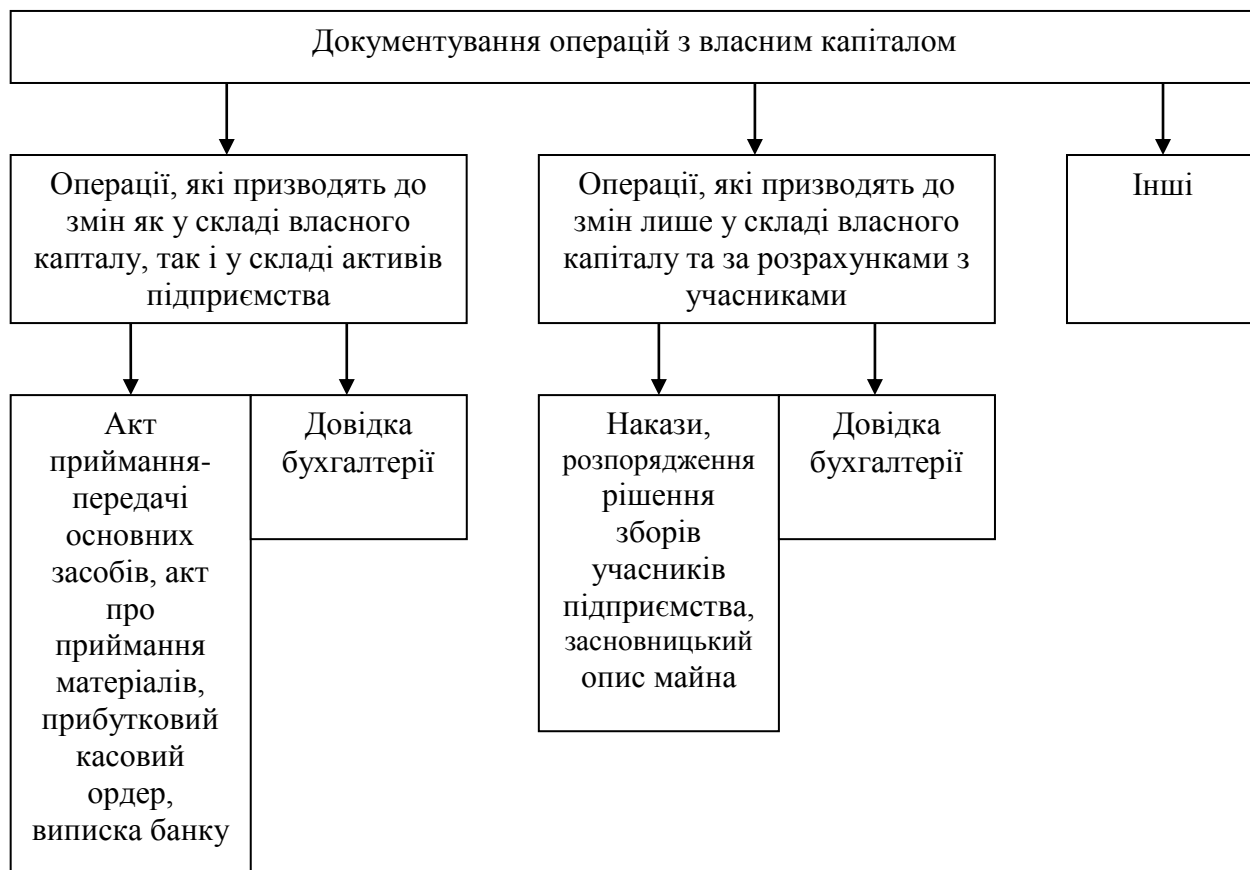 Документування операцій з власним капіталом
Операції, які призводять до
змін як у складі власного
капталу, так і у складі активів
підприємства
Операції, які призводять до
змін лише у складі власного
капіталу та за розрахунками з
учасниками
Інші
Акт
приймання-
передачі
основних
засобів, акт
про
приймання
матеріалів,
прибутковий
касовий
ордер,
виписка банку
Довідка
бухгалтерії
Накази,
розпорядження
рішення
зборів
учасників
підприємства,
засновницький
опис майна
Довідка
бухгалтерії